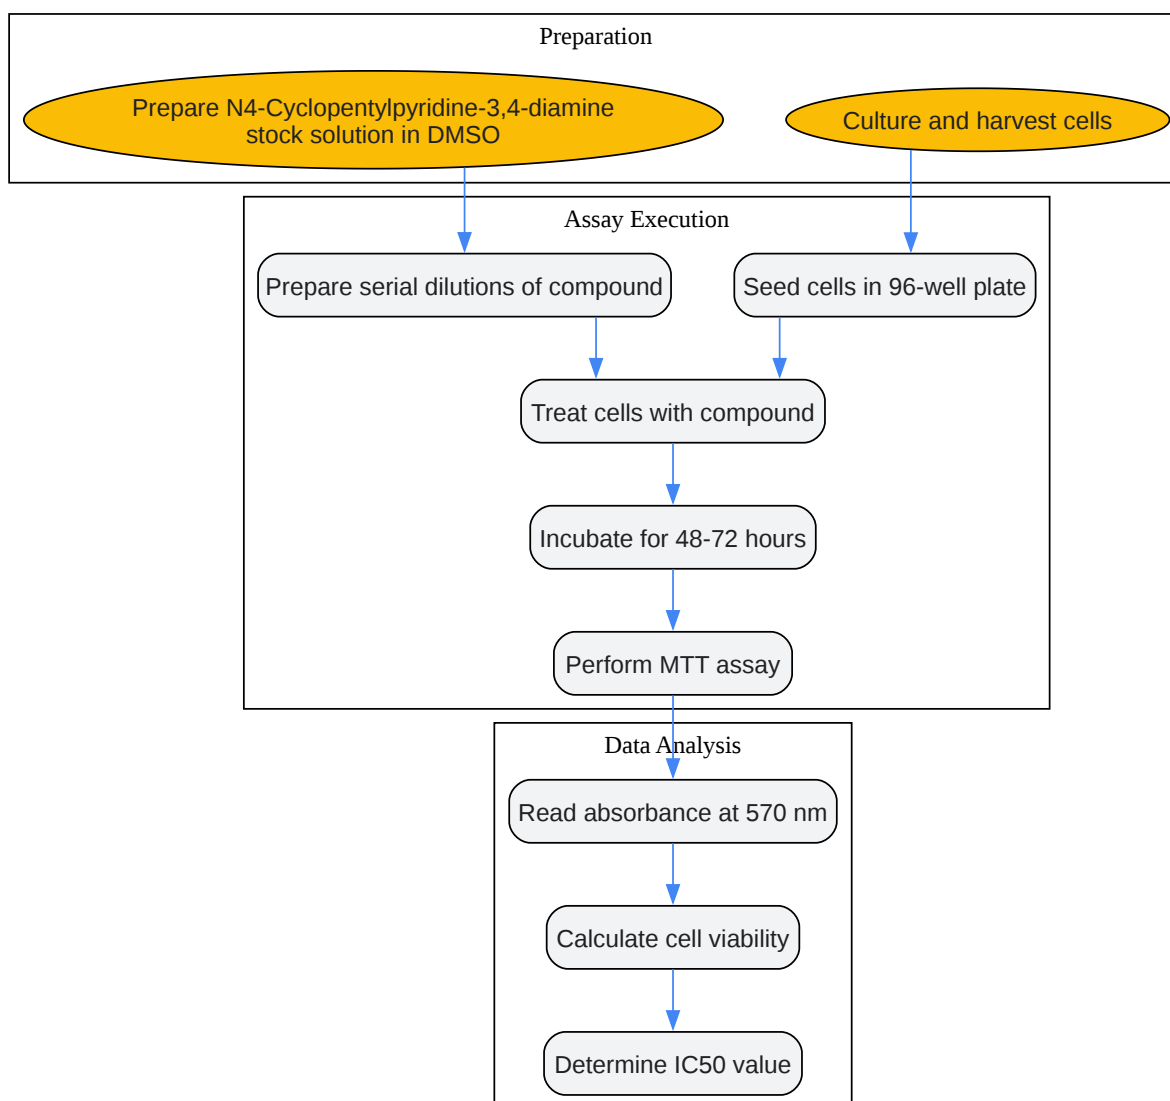 Preparation
Prepare N4-Cyclopentylpyridine-3,4-diamine
stock solution in DMSO
Culture and harvest cells
Assay Execution
Prepare serial dilutions of compound
Seed cells in 96-well plate
Treat cells with compound
Incubate for 48-72 hours
Perform MTT assay
Data Analysis
Read absorbance at 570 nm
Calculate cell viability
Determine IC50 value